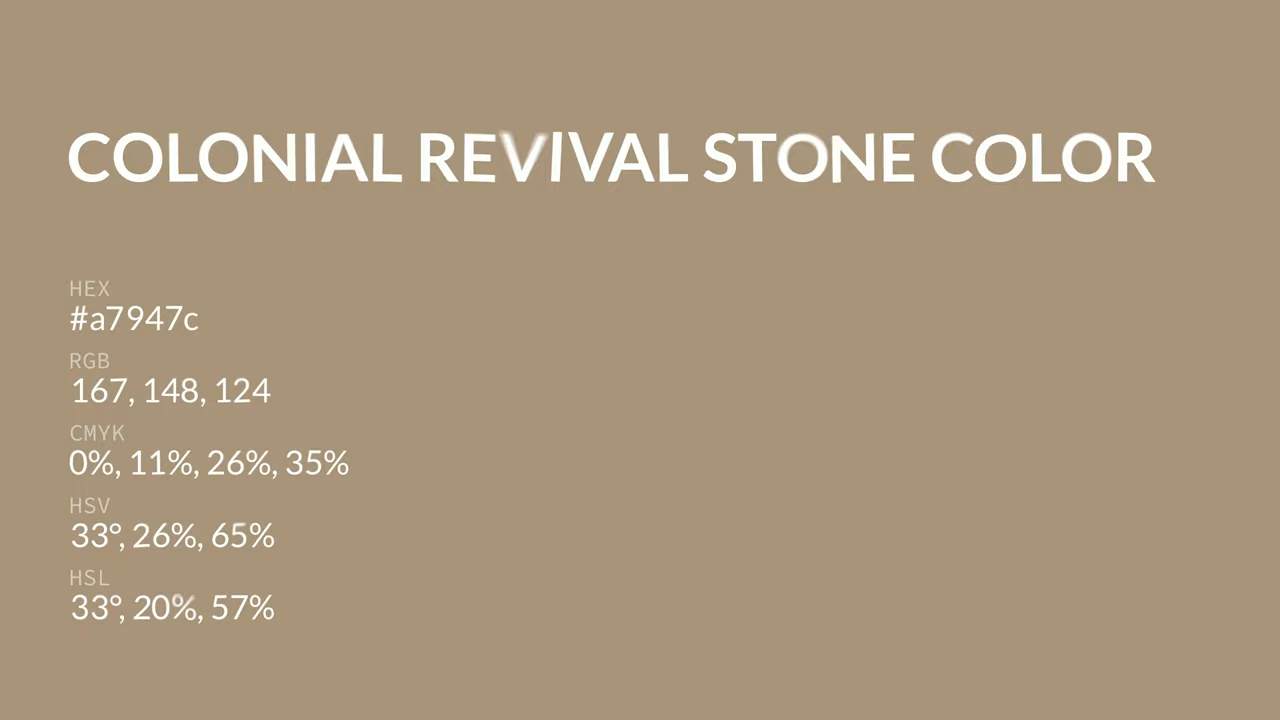 COLONIAL REVIVAL STONE COLOR
HEX
#a7947c
RGB
167, 148, 124
CMYK
0%, 11%, 26%, 35%
HSV
33°, 26%, 65%
HSL
33°, 20%, 57%